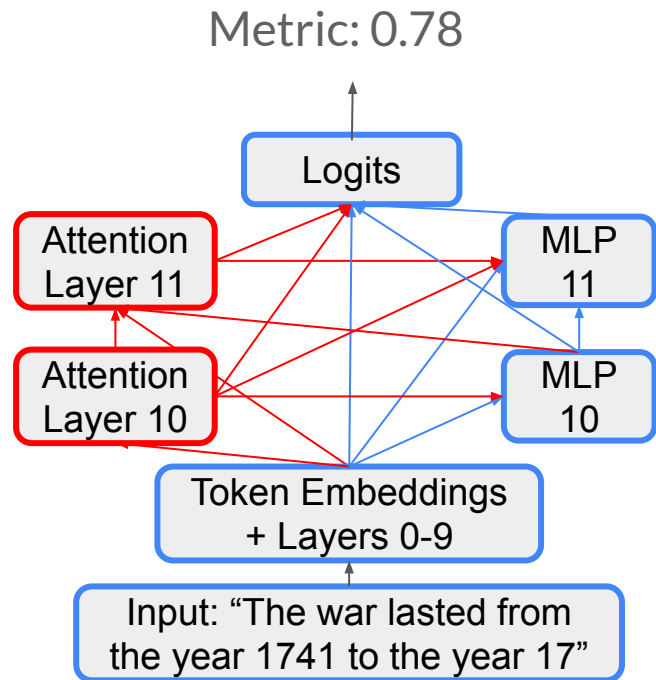 Metric: 0.78
Logits
Attention
Layer 11
MLP
11
Attention
Layer 10
MLP
10
Token Embeddings
+ Layers 0-9
Input: “The war lasted from
the year 1741 to the year 17”